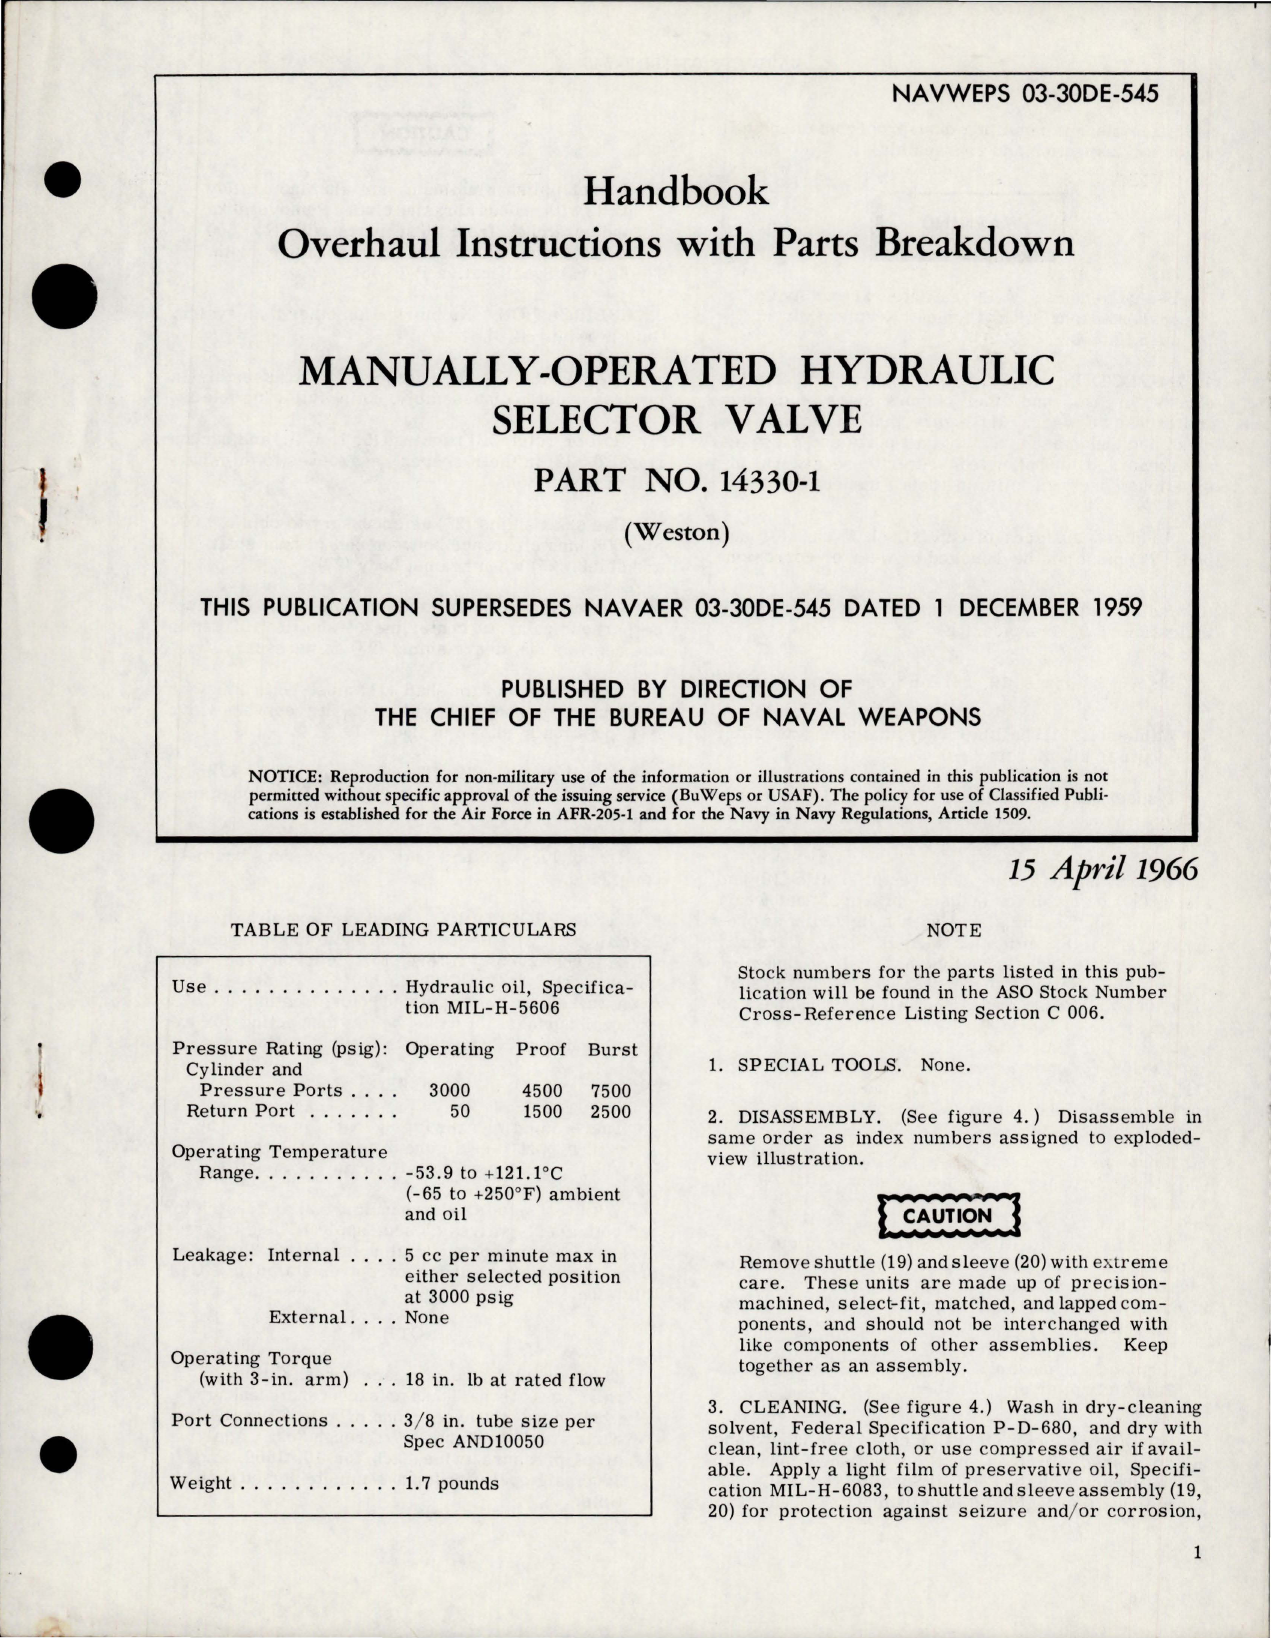 NAVWEPS 03-30DE-545
Handbook
Overhaul Instructions with Parts Breakdown
MANUALLY-OPERATED HYDRAULIC
SELECTOR VALVE
PART NO. 14330-1
(Weston)
THIS PUBLICATION SUPERSEDES NAVAER 03-30DE-545 DATED 1 DECEMBER 1959
PUBLISHED BY DIRECTION OF
THE CHIEF OF THE BUREAU OF NAVAL WEAPONS
NOTICE: Reproduction for non-military use of the information or illustrations contained in this publication is not
permitted without specific approval of the issuing service (BuWeps or USAF). The policy for use of Classified Publi-
cations is established for the Air Force in AFR-205-1 and for the Navy in Navy Regulations, Article 1509.
15 April 1966
TABLE OF LEADING PARTICULARS
Use . . . . . . . . . . . . . . Hydraulic oil, Specifica-
tion MIL-H-5606
Pressure Rating (psig): Operating Proof Burst
Cylinder and
Pressure Ports . . . . 3000 4500 7500
Return Port . . . . . . . 50 1500 2500
Operating Temperature
Range. . . . . . . . . . . -53.9 to +121.1°C
(-65 to +250°F) ambient
and oil
Leakage: Internal . . . . 5 cc per minute max in
either selected position
at 3000 psig
External. . . . None
Operating Torque
(with 3-in. arm) . . . 18 in. lb at rated flow
Port Connections . . . . . 3/8 in. tube size per
Spec AND10050
Weight . . . . . . . . . . . . 1.7 pounds
NOTE
Stock numbers for the parts listed in this pub-
lication will be found in the ASO Stock Number
Cross-Reference Listing Section C 006.
1. SPECIAL TOOLS. None.
2. DISASSEMBLY. (See figure 4.) Disassemble in
same order as index numbers assigned to exploded-
view illustration.
CAUTION
Remove shuttle (19) and sleeve (20) with extreme
care. These units are made up of precision-
machined, select-fit, matched, and lapped com-
ponents, and should not be interchanged with
like components of other assemblies. Keep
together as an assembly.
3. CLEANING. (See figure 4.) Wash in dry-cleaning
solvent, Federal Specification P-D-680, and dry with
clean, lint-free cloth, or use compressed air if avail-
able. Apply a light film of preservative oil, Specifi-
cation MIL-H-6083, to shuttle and sleeve assembly (19,
20) for protection against seizure and/or corrosion,
1